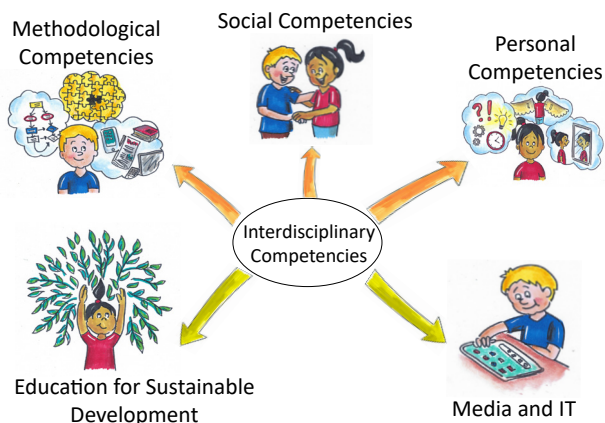 Methodological
Competencies
Social Competencies
Personal
Competencies
?!
Interdisciplinary
Competencies
Education for Sustainable
Development
Media and IT